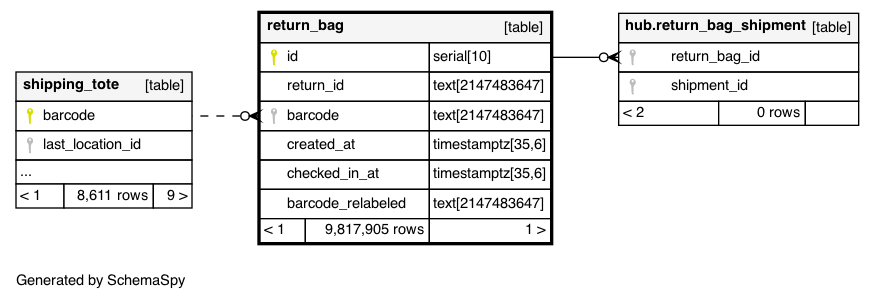 shipping_tote [table]
barcode
last_location_id
...
< 1 8,611 rows 9 >
return_bag [table]
id serial[10]
return_id text[2147483647]
barcode text[2147483647]
created_at timestamptz[35,6]
checked_in_at timestamptz[35,6]
barcode_relabeled text[2147483647]
< 1 9,817,905 rows 1 >
hub.return_bag_shipment [table]
return_bag_id
shipment_id
< 2 0 rows
Generated by SchemaSpy